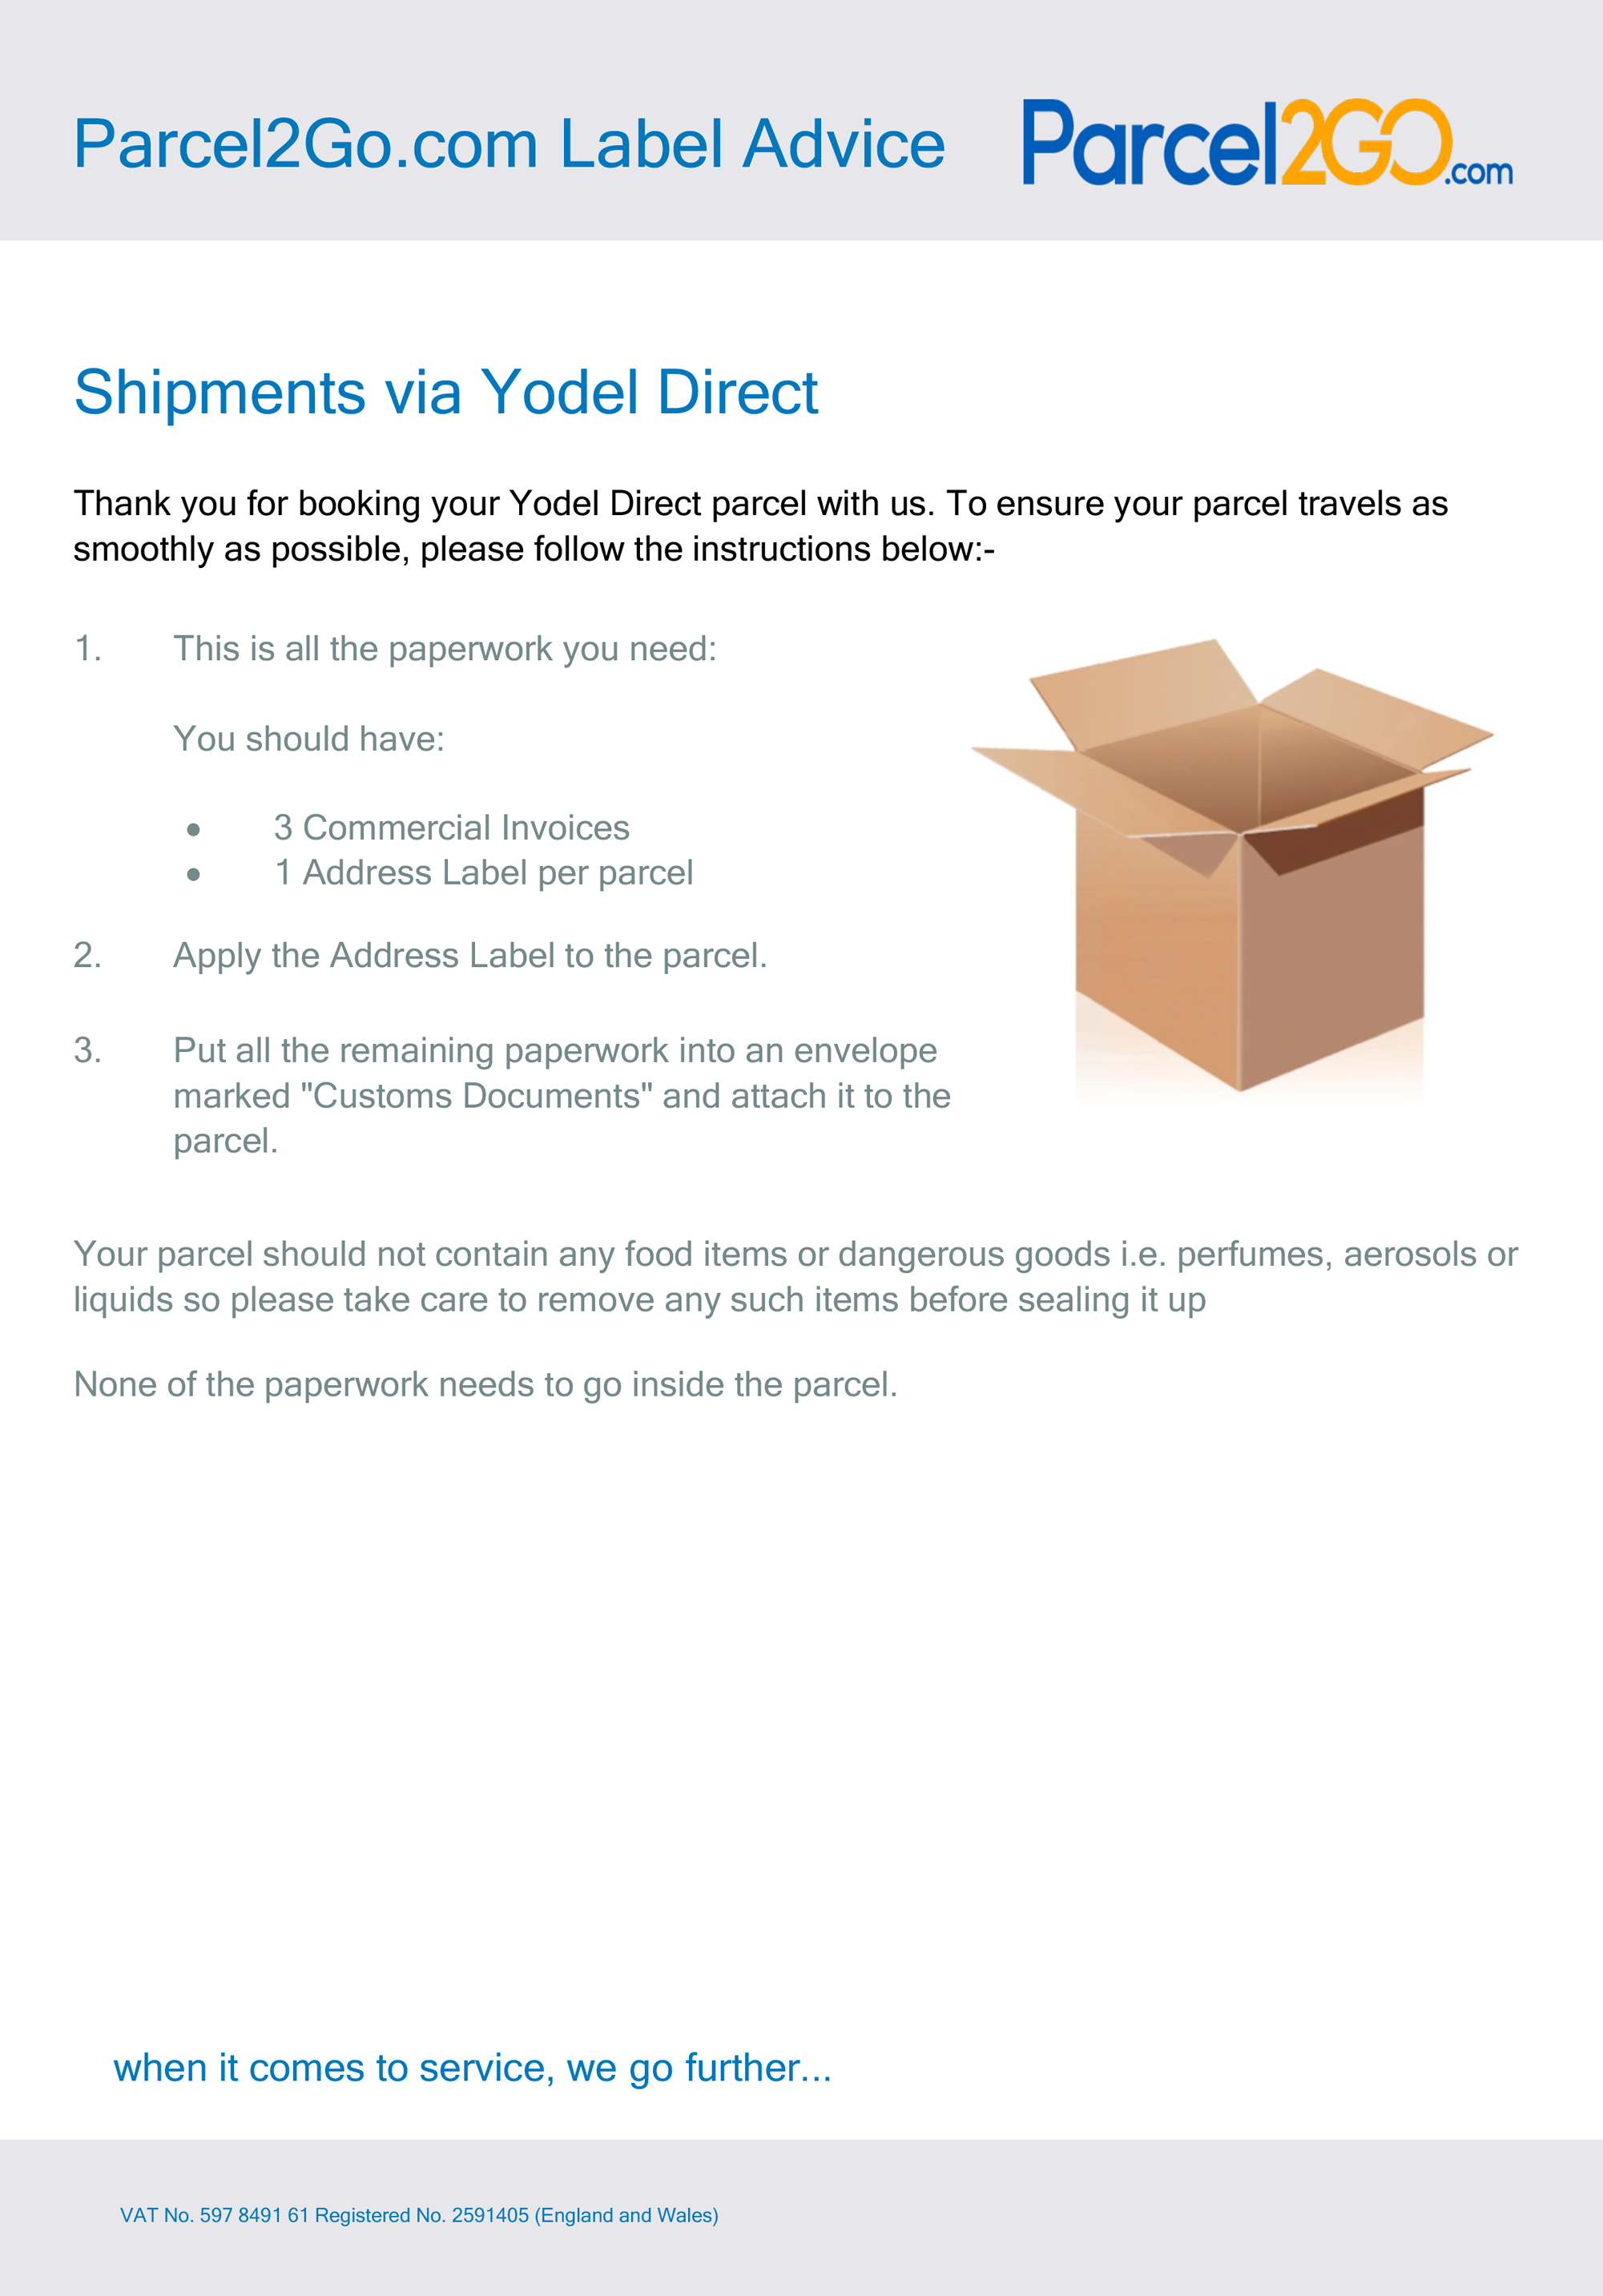 Parcel2Go.com Label Advice
Parcel2GO.com
Shipments via Yodel Direct
Thank you for booking your Yodel Direct parcel with us. To ensure your parcel travels as
smoothly as possible, please follow the instructions below:-
1. This is all the paperwork you need:
You should have:
• 3 Commercial Invoices
• 1 Address Label per parcel
2. Apply the Address Label to the parcel.
3. Put all the remaining paperwork into an envelope
marked "Customs Documents" and attach it to the
parcel.
Your parcel should not contain any food items or dangerous goods i.e. perfumes, aerosols or
liquids so please take care to remove any such items before sealing it up
None of the paperwork needs to go inside the parcel.
when it comes to service, we go further...
VAT No. 597 8491 61 Registered No. 2591405 (England and Wales)